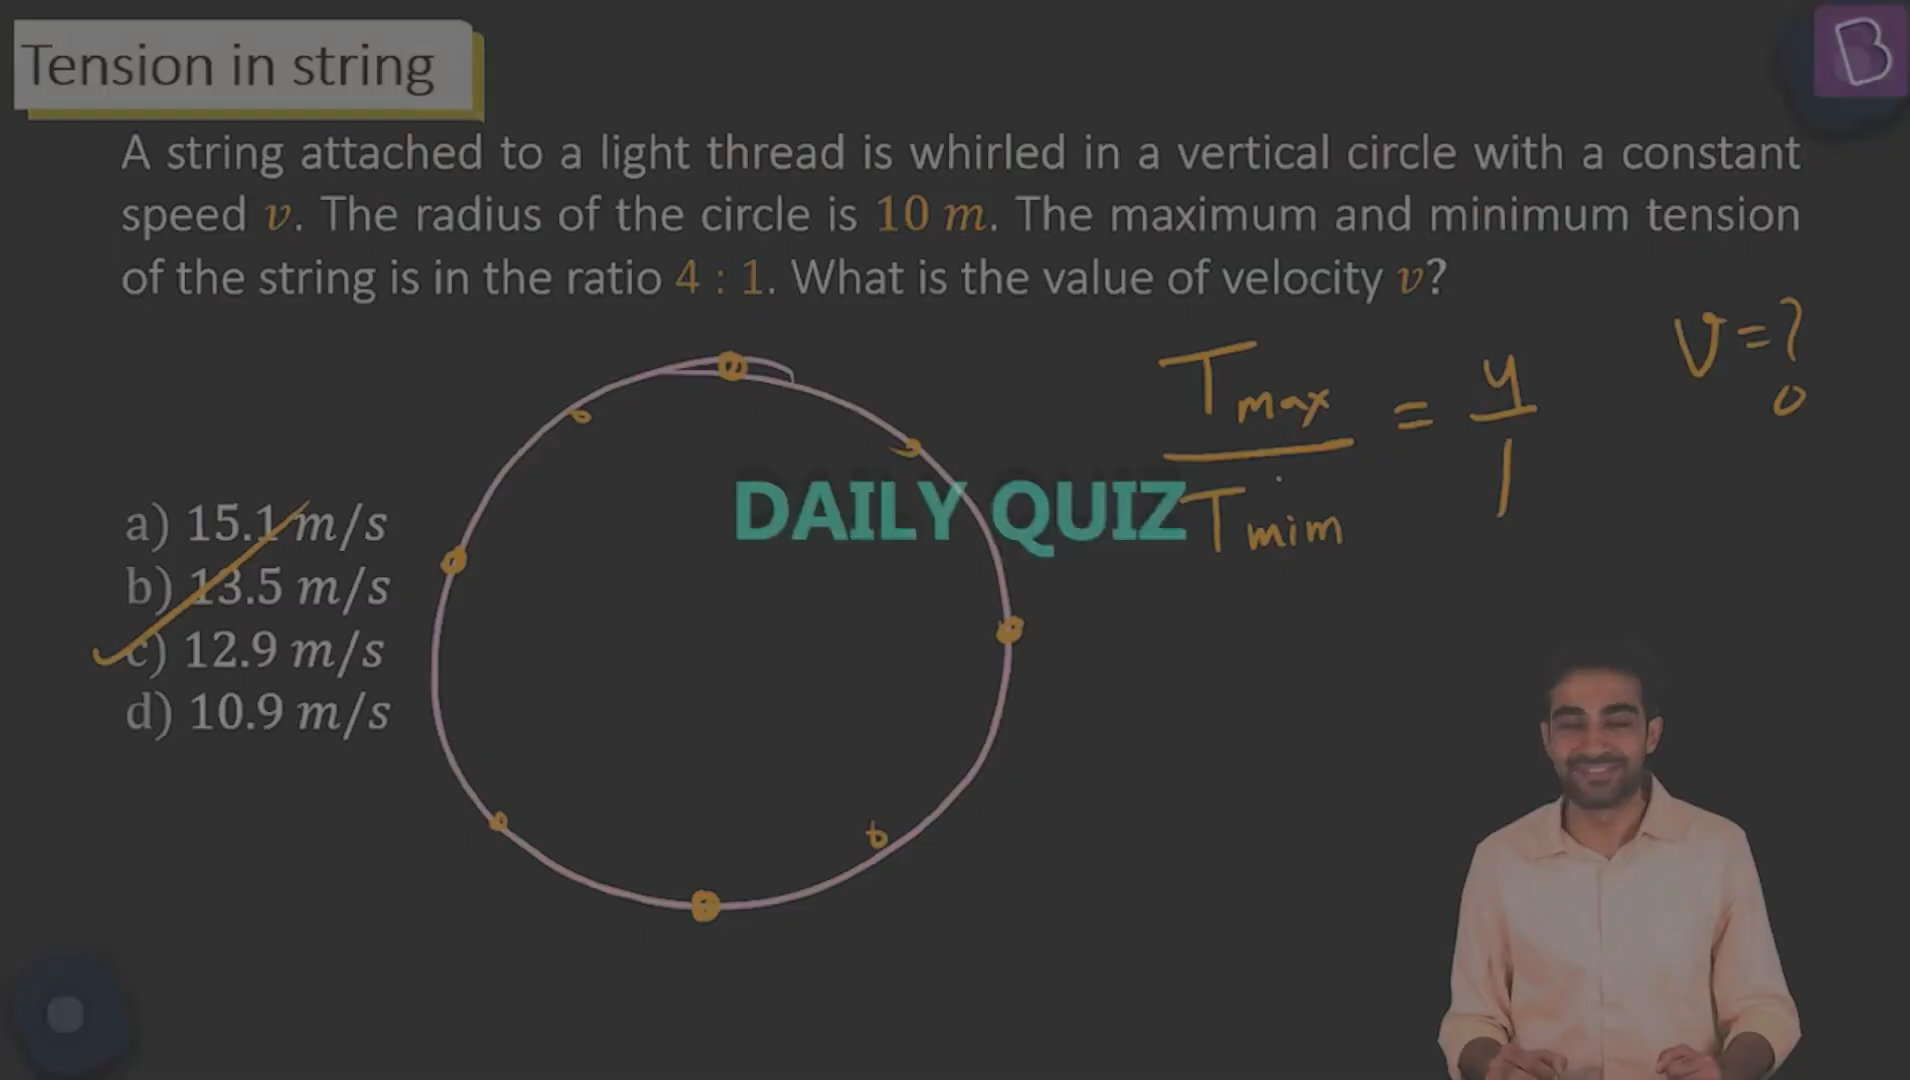 Tension in string
B
A string attached to a light thread is whirled in a vertical circle with a constant
speed v. The radius of the circle is 10 m. The maximum and minimum tension
of the string is in the ratio 4 : 1. What is the value of velocity v?
V = ?
Tmax / Tmim = 4 / 1
DAILY QUIZ
a) 15.1 m/s
b) 13.5 m/s
c) 12.9 m/s
d) 10.9 m/s